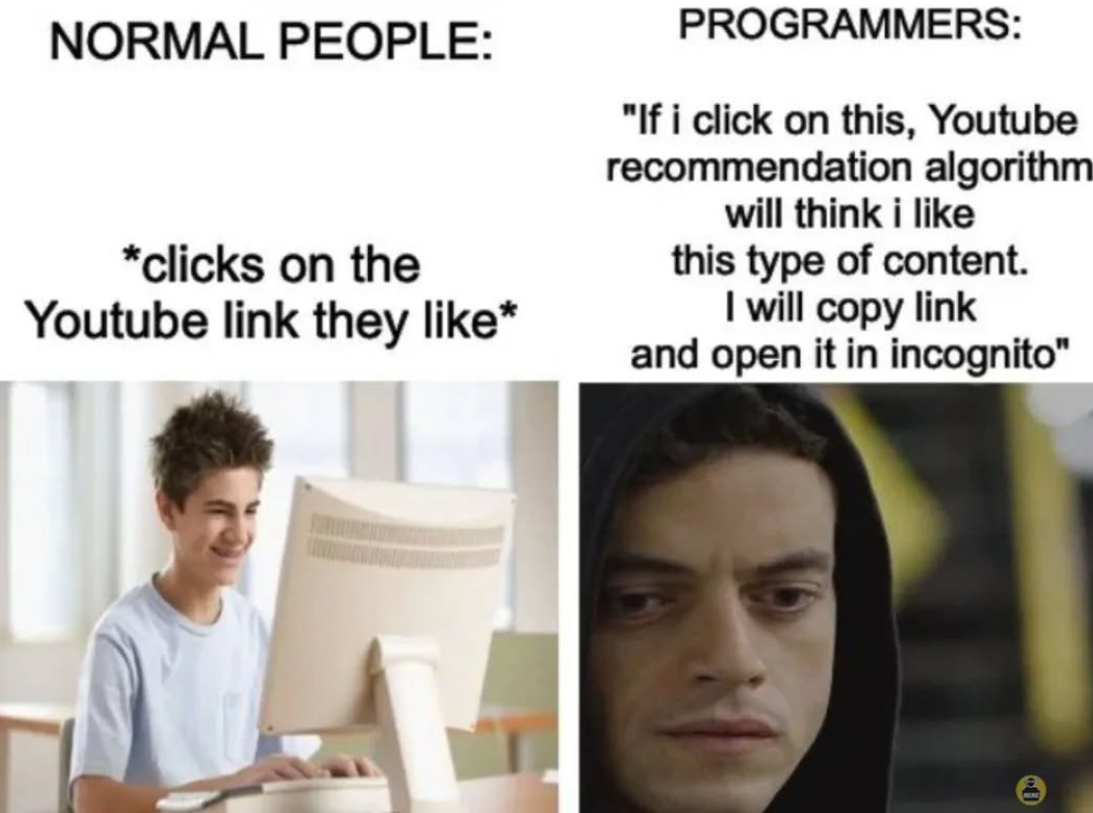 NORMAL PEOPLE:
*clicks on the
Youtube link they like*
PROGRAMMERS:
"If i click on this, Youtube
recommendation algorithm
will think i like
this type of content.
I will copy link
and open it in incognito"